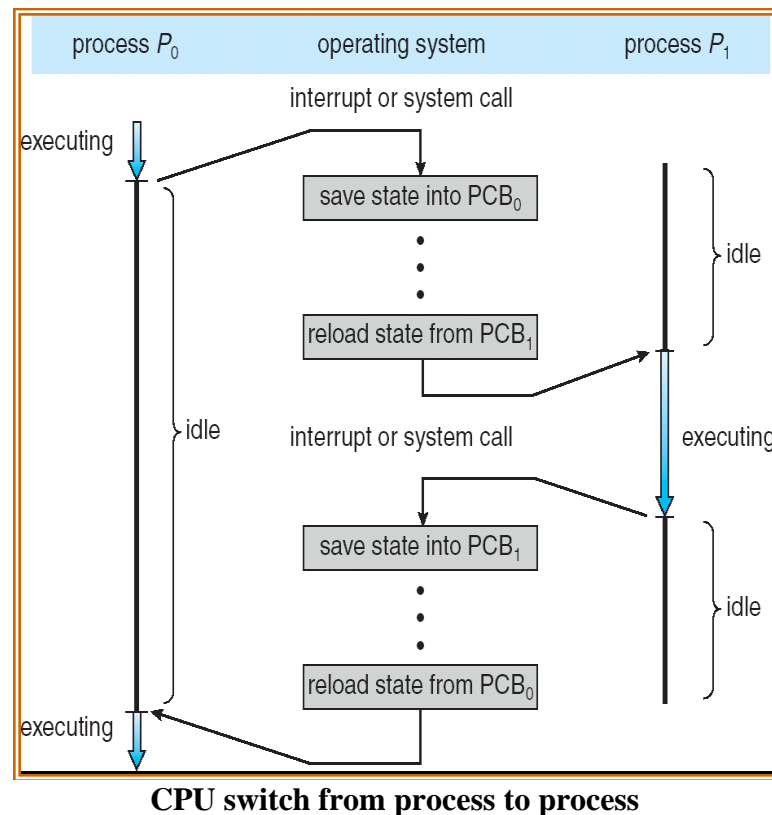 process P₀ operating system process P₁
interrupt or system call
executing
save state into PCB₀
idle
reload state from PCB₁
idle
interrupt or system call executing
save state into PCB₁
idle
reload state from PCB₀
executing
CPU switch from process to process